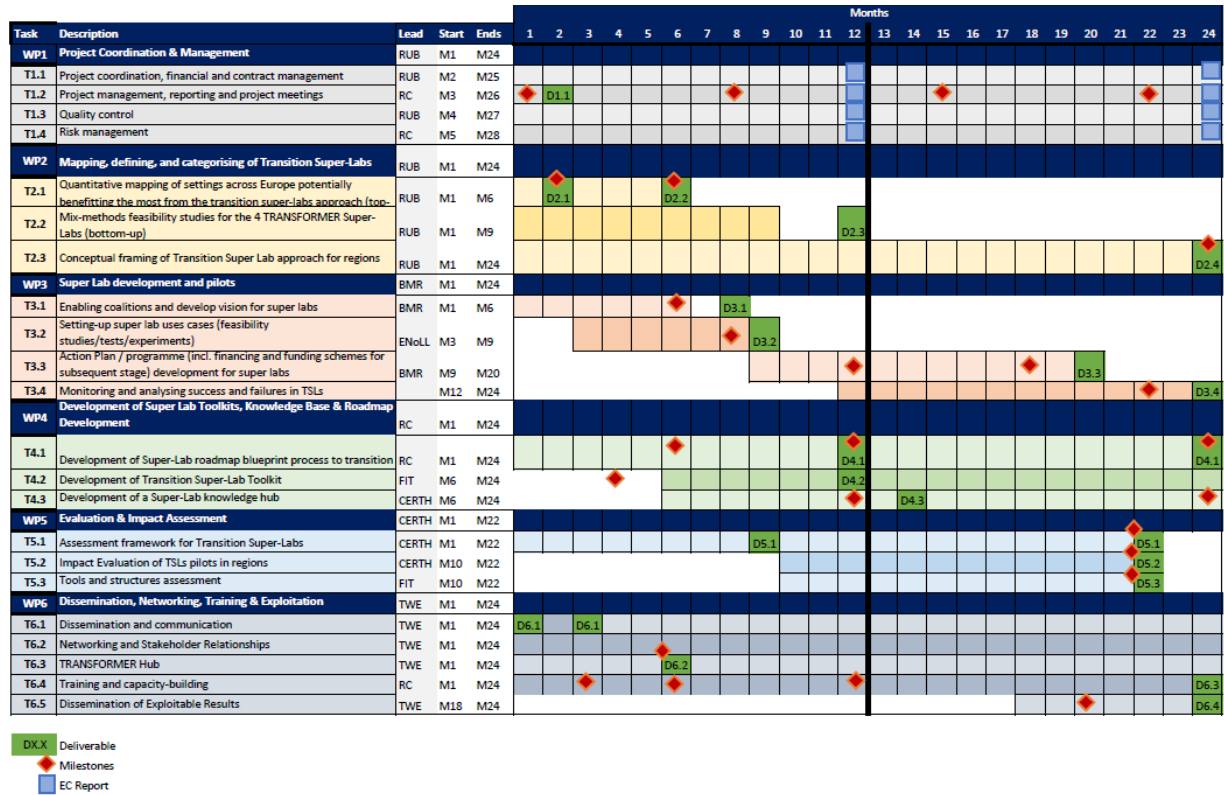 Months
Task Description Lead Start Ends 1 2 3 4 5 6 7 8 9 10 11 12 13 14 15 16 17 18 19 20 21 22 23 24
WP1 Project Coordination & Management RUB M1 M24
T1.1 Project coordination, financial and contract management RUB M2 M25
T1.2 Project management, reporting and project meetings RC M3 M26 D1.1
T1.3 Quality control RUB M4 M27
T1.4 Risk management RC M5 M28
WP2 Mapping, defining, and categorising of Transition Super-Labs RUB M1 M24
T2.1 Quantitative mapping of settings across Europe potentially
benefitting the most from the transition super-labs approach (top- RUB M1 M6 D2.1 D2.2
T2.2 Mix-methods feasibility studies for the 4 TRANSFORMER Super-
Labs (bottom-up) RUB M1 M9 D2.3
T2.3 Conceptual framing of Transition Super Lab approach for regions RUB M1 M24 D2.4
WP3 Super Lab development and pilots BMR M1 M24
T3.1 Enabling coalitions and develop vision for super labs BMR M1 M6 D3.1
T3.2 Setting-up super lab uses cases (feasibility
studies/tests/experiments) ENoLL M3 M9 D3.2
T3.3 Action Plan / programme (incl. financing and funding schemes for
subsequent stage) development for super labs BMR M9 M20 D3.3
T3.4 Monitoring and analysing success and failures in TSLs M12 M24 D3.4
WP4 Development of Super Lab Toolkits, Knowledge Base & Roadmap
Development RC M1 M24
T4.1 Development of Super-Lab roadmap blueprint process to transition RC M1 M24 D4.1 D4.1
T4.2 Development of Transition Super-Lab Toolkit FIT M6 M24 D4.2
T4.3 Development of a Super-Lab knowledge hub CERTH M6 M24 D4.3
WP5 Evaluation & Impact Assessment CERTH M1 M22
T5.1 Assessment framework for Transition Super-Labs CERTH M1 M22 D5.1 D5.1
T5.2 Impact Evaluation of TSLs pilots in regions CERTH M10 M22 D5.2
T5.3 Tools and structures assessment FIT M10 M22 D5.3
WP6 Dissemination, Networking, Training & Exploitation TWE M1 M24
T6.1 Dissemination and communication TWE M1 M24 D6.1 D6.1
T6.2 Networking and Stakeholder Relationships TWE M1 M24
T6.3 TRANSFORMER Hub TWE M1 M24 D6.2
T6.4 Training and capacity-building RC M1 M24 D6.3
T6.5 Dissemination of Exploitable Results TWE M18 M24 D6.4
DX.X Deliverable
Milestones
EC Report